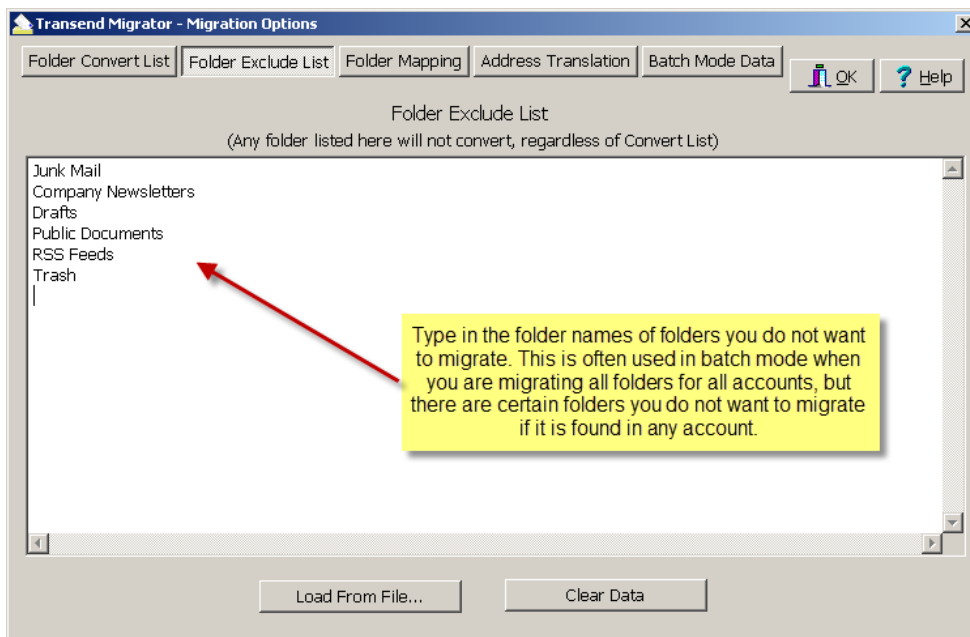 Transend Migrator - Migration Options
Folder Convert List
Folder Exclude List
Folder Mapping
Address Translation
Batch Mode Data
OK
Help
Folder Exclude List
(Any folder listed here will not convert, regardless of Convert List)
Junk Mail
Company Newsletters
Drafts
Public Documents
RSS Feeds
Trash
Type in the folder names of folders you do not want
to migrate. This is often used in batch mode when
you are migrating all folders for all accounts, but
there are certain folders you do not want to migrate
if it is found in any account.
Load From File...
Clear Data